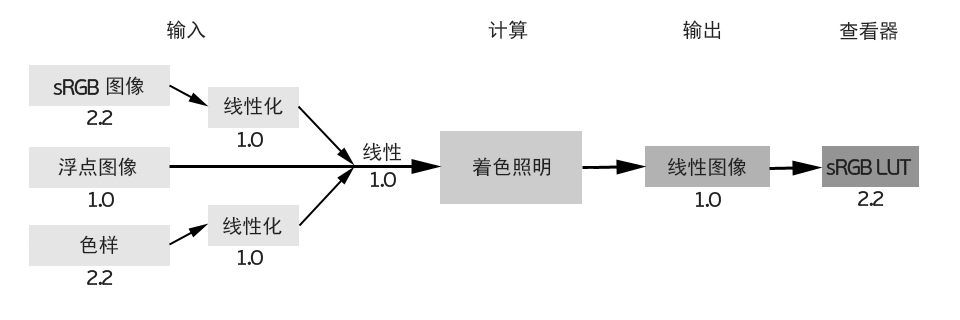 输入
计算
输出
查看器
sRGB 图像
2.2
线性化
1.0
浮点图像
1.0
色样
2.2
线性化
1.0
线性
1.0
着色照明
线性图像
1.0
sRGB LUT
2.2